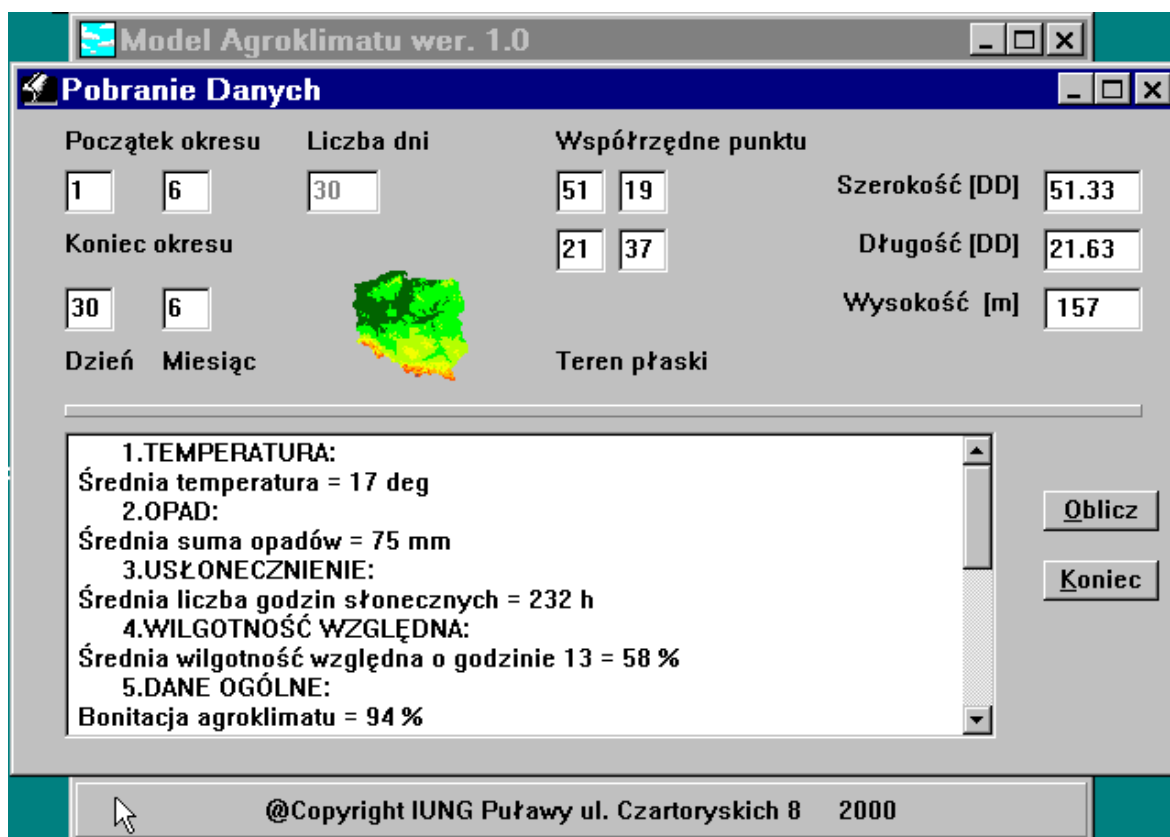 Model Agroklimatu wer. 1.0
Pobranie Danych
Początek okresu Liczba dni Współrzędne punktu
1 6 30 51 19 Szerokość [DD] 51.33
Koniec okresu 21 37 Długość [DD] 21.63
30 6 Wysokość [m] 157
Dzień Miesiąc Teren płaski
1.TEMPERATURA:
Średnia temperatura = 17 deg
2.OPAD:
Średnia suma opadów = 75 mm
3.USŁONECZNIENIE:
Średnia liczba godzin słonecznych = 232 h
4.WILGOTNOŚĆ WZGLĘDNA:
Średnia wilgotność względna o godzinie 13 = 58 %
5.DANE OGÓLNE:
Bonitacja agroklimatu = 94 %
Oblicz
Koniec
@Copyright IUNG Puławy ul. Czartoryskich 8 2000